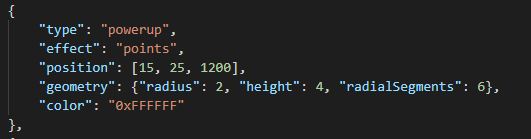 {
"type": "powerup",
"effect": "points",
"position": [15, 25, 1200],
"geometry": {"radius": 2, "height": 4, "radialSegments": 6},
"color": "0xFFFFFF"
},